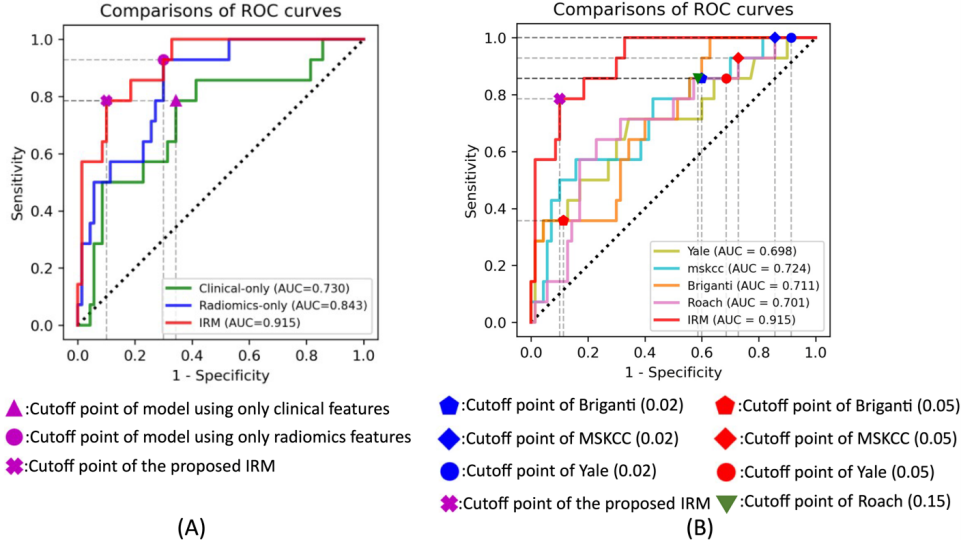 Comparisons of ROC curves
1.0
0.8
0.6
0.4
0.2
0.0
Sensitivity
Clinical-only (AUC=0.730)
Radiomics-only (AUC=0.843)
IRM (AUC=0.915)
0.0 0.2 0.4 0.6 0.8 1.0
1 - Specificity
:Cutoff point of model using only clinical features
:Cutoff point of model using only radiomics features
:Cutoff point of the proposed IRM
(A)
Comparisons of ROC curves
1.0
0.8
0.6
0.4
0.2
0.0
Sensitivity
Yale (AUC = 0.698)
mskcc (AUC = 0.724)
Briganti (AUC = 0.711)
Roach (AUC = 0.701)
IRM (AUC = 0.915)
0.0 0.2 0.4 0.6 0.8 1.0
1 - Specificity
:Cutoff point of Briganti (0.02)
:Cutoff point of Briganti (0.05)
:Cutoff point of MSKCC (0.02)
:Cutoff point of MSKCC (0.05)
:Cutoff point of Yale (0.02)
:Cutoff point of Yale (0.05)
:Cutoff point of the proposed IRM
:Cutoff point of Roach (0.15)
(B)